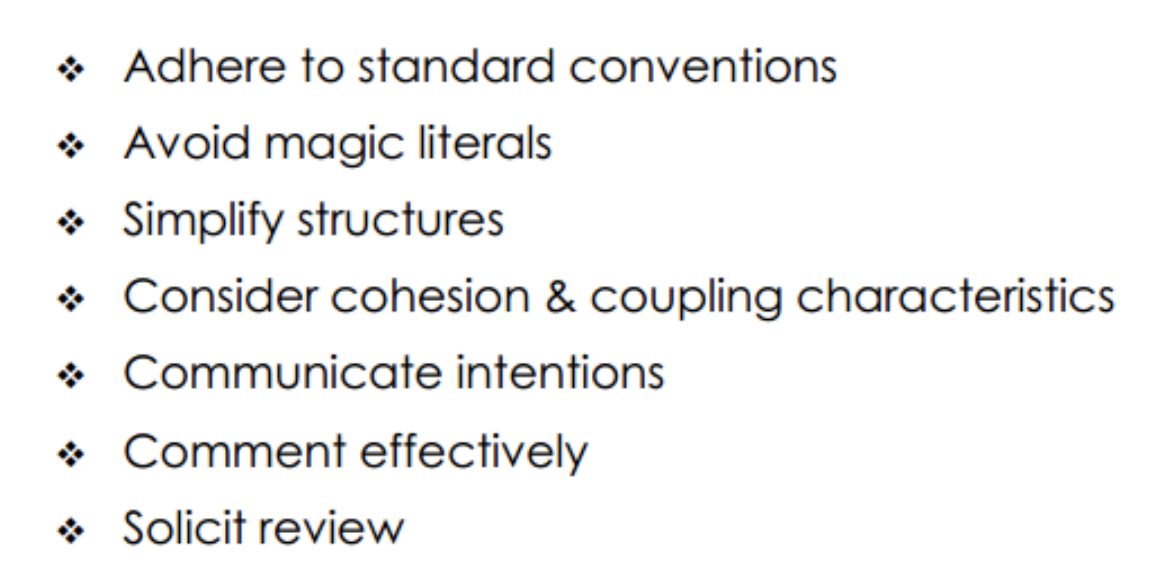 ❖ Adhere to standard conventions
❖ Avoid magic literals
❖ Simplify structures
❖ Consider cohesion & coupling characteristics
❖ Communicate intentions
❖ Comment effectively
❖ Solicit review